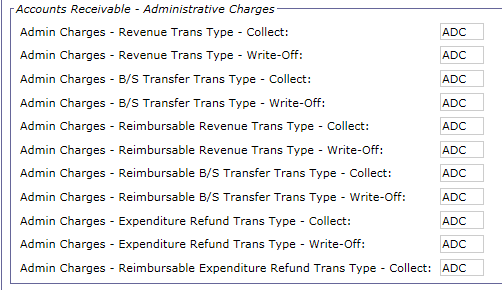 Accounts Receivable - Administrative Charges
Admin Charges - Revenue Trans Type - Collect: ADC
Admin Charges - Revenue Trans Type - Write-Off: ADC
Admin Charges - B/S Transfer Trans Type - Collect: ADC
Admin Charges - B/S Transfer Trans Type - Write-Off: ADC
Admin Charges - Reimbursable Revenue Trans Type - Collect: ADC
Admin Charges - Reimbursable Revenue Trans Type - Write-Off: ADC
Admin Charges - Reimbursable B/S Transfer Trans Type - Collect: ADC
Admin Charges - Reimbursable B/S Transfer Trans Type - Write-Off: ADC
Admin Charges - Expenditure Refund Trans Type - Collect: ADC
Admin Charges - Expenditure Refund Trans Type - Write-Off: ADC
Admin Charges - Reimbursable Expenditure Refund Trans Type - Collect: ADC